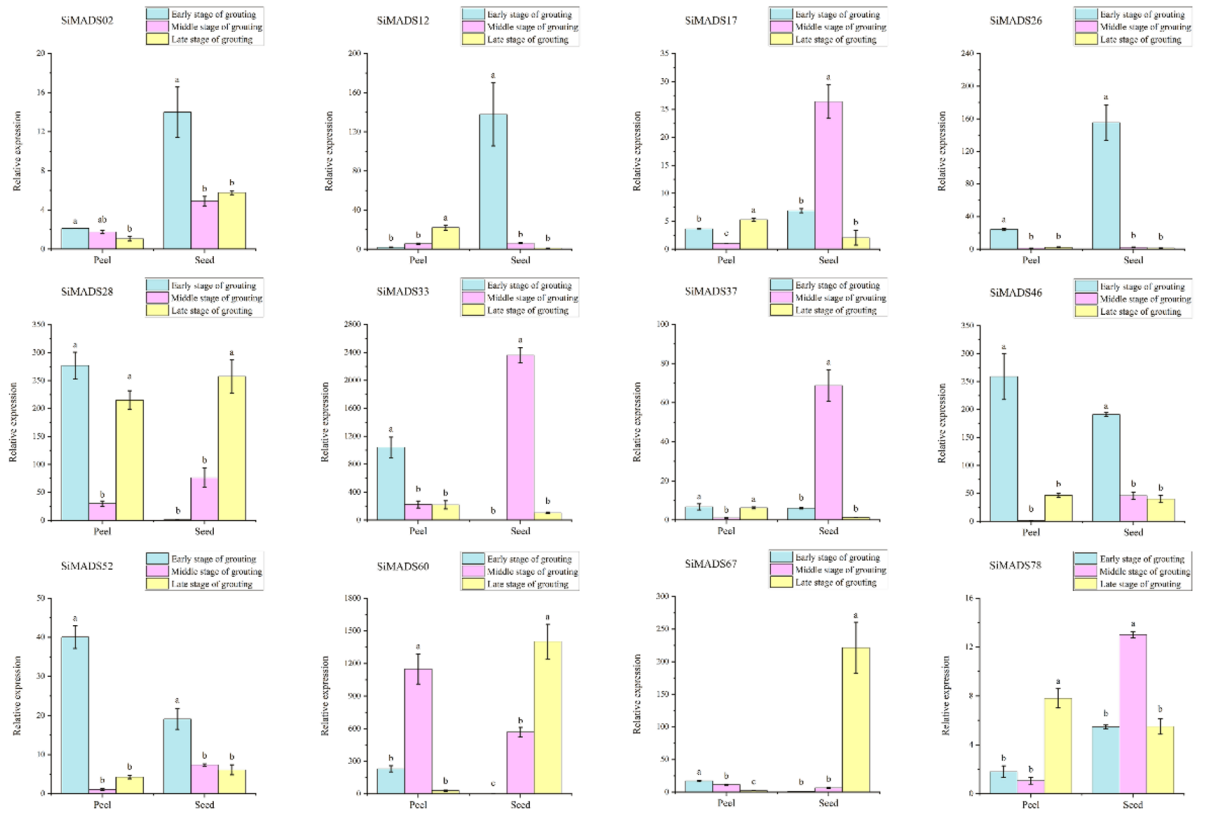 SiMADS02
Early stage of grouting
Middle stage of grouting
Late stage of grouting
Relative expression
20
16
12
8
4
0
a ab b a b b
Peel Seed
SiMADS12
Early stage of grouting
Middle stage of grouting
Late stage of grouting
Relative expression
200
160
120
80
40
0
b b a a b b
Peel Seed
SiMADS17
Early stage of grouting
Middle stage of grouting
Late stage of grouting
Relative expression
35
30
25
20
15
10
5
0
b c a b a b
Peel Seed
SiMADS26
Early stage of grouting
Middle stage of grouting
Late stage of grouting
Relative expression
240
200
160
120
80
40
0
a b b a b b
Peel Seed
SiMADS28
Early stage of grouting
Middle stage of grouting
Late stage of grouting
Relative expression
350
300
250
200
150
100
50
0
a b a b b a
Peel Seed
SiMADS33
Early stage of grouting
Middle stage of grouting
Late stage of grouting
Relative expression
2800
2400
2000
1600
1200
800
400
0
a b b b a b
Peel Seed
SiMADS37
Early stage of grouting
Middle stage of grouting
Late stage of grouting
Relative expression
100
80
60
40
20
0
a b a b a b
Peel Seed
SiMADS46
Early stage of grouting
Middle stage of grouting
Late stage of grouting
Relative expression
350
300
250
200
150
100
50
0
a b b a b b
Peel Seed
SiMADS52
Early stage of grouting
Middle stage of grouting
Late stage of grouting
Relative expression
50
40
30
20
10
0
a b b a b b
Peel Seed
SiMADS60
Early stage of grouting
Middle stage of grouting
Late stage of grouting
Relative expression
1800
1500
1200
900
600
300
0
b a b c b a
Peel Seed
SiMADS67
Early stage of grouting
Middle stage of grouting
Late stage of grouting
Relative expression
300
250
200
150
100
50
0
a b c b b a
Peel Seed
SiMADS78
Early stage of grouting
Middle stage of grouting
Late stage of grouting
Relative expression
16
12
8
4
0
b b a b a b
Peel Seed